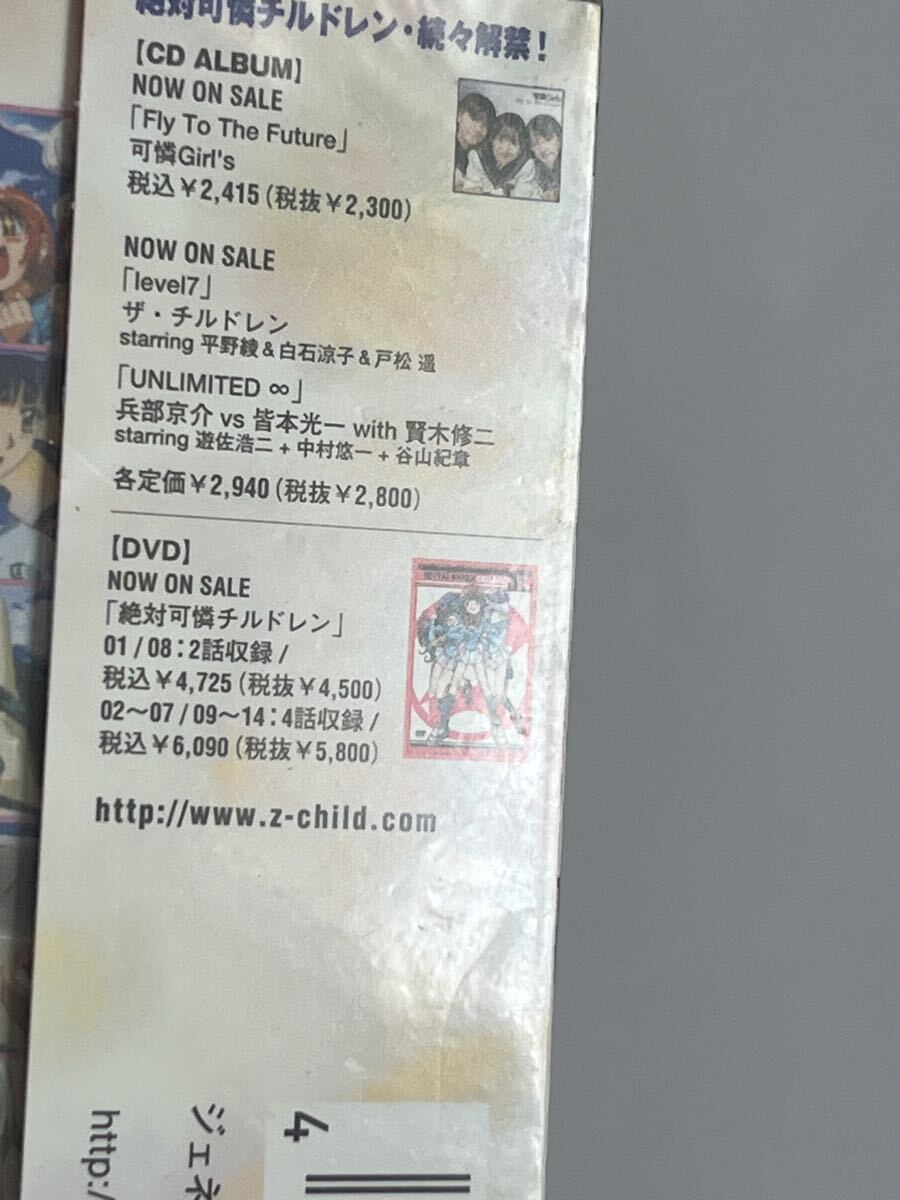 絶対可憐チルドレン・続々解禁！
【CD ALBUM】
NOW ON SALE
「Fly To The Future」
可憐Girl's
税込￥2,415（税抜￥2,300）
NOW ON SALE
「level7」
ザ・チルドレン
starring 平野綾＆白石涼子＆戸松 遥
「UNLIMITED ∞」
兵部京介 vs 皆本光一 with 賢木修二
starring 遊佐浩二 + 中村悠一 + 谷山紀章
各定価￥2,940（税抜￥2,800）
【DVD】
NOW ON SALE
「絶対可憐チルドレン」
01 / 08：2話収録 /
税込￥4,725（税抜￥4,500）
02〜07 / 09〜14：4話収録 /
税込￥6,090（税抜￥5,800）
http://www.z-child.com
4
ジェネ
http:/